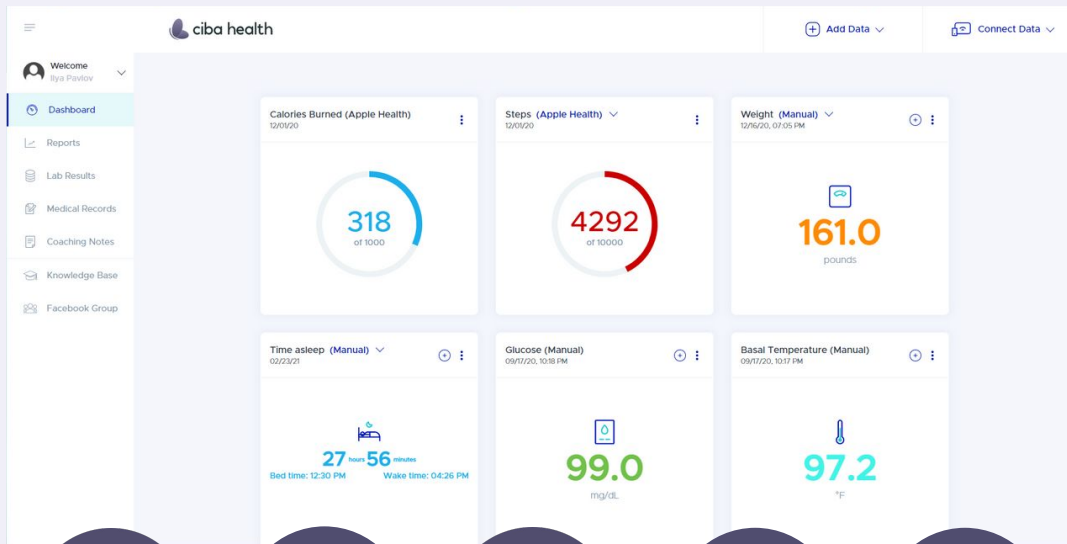 ciba health
Add Data
Connect Data
Welcome
Ilya Pavlov
Dashboard
Reports
Lab Results
Medical Records
Coaching Notes
Knowledge Base
Facebook Group
Calories Burned (Apple Health)
12/01/20
318
of 1000
Steps (Apple Health)
12/01/20
4292
of 10000
Weight (Manual)
12/16/20, 07:05 PM
161.0
pounds
Time asleep (Manual)
02/23/21
27 hours 56 minutes
Bed time: 12:30 PM Wake time: 04:26 PM
Glucose (Manual)
09/17/20, 10:18 PM
99.0
mg/dL
Basal Temperature (Manual)
09/17/20, 10:17 PM
97.2
°F